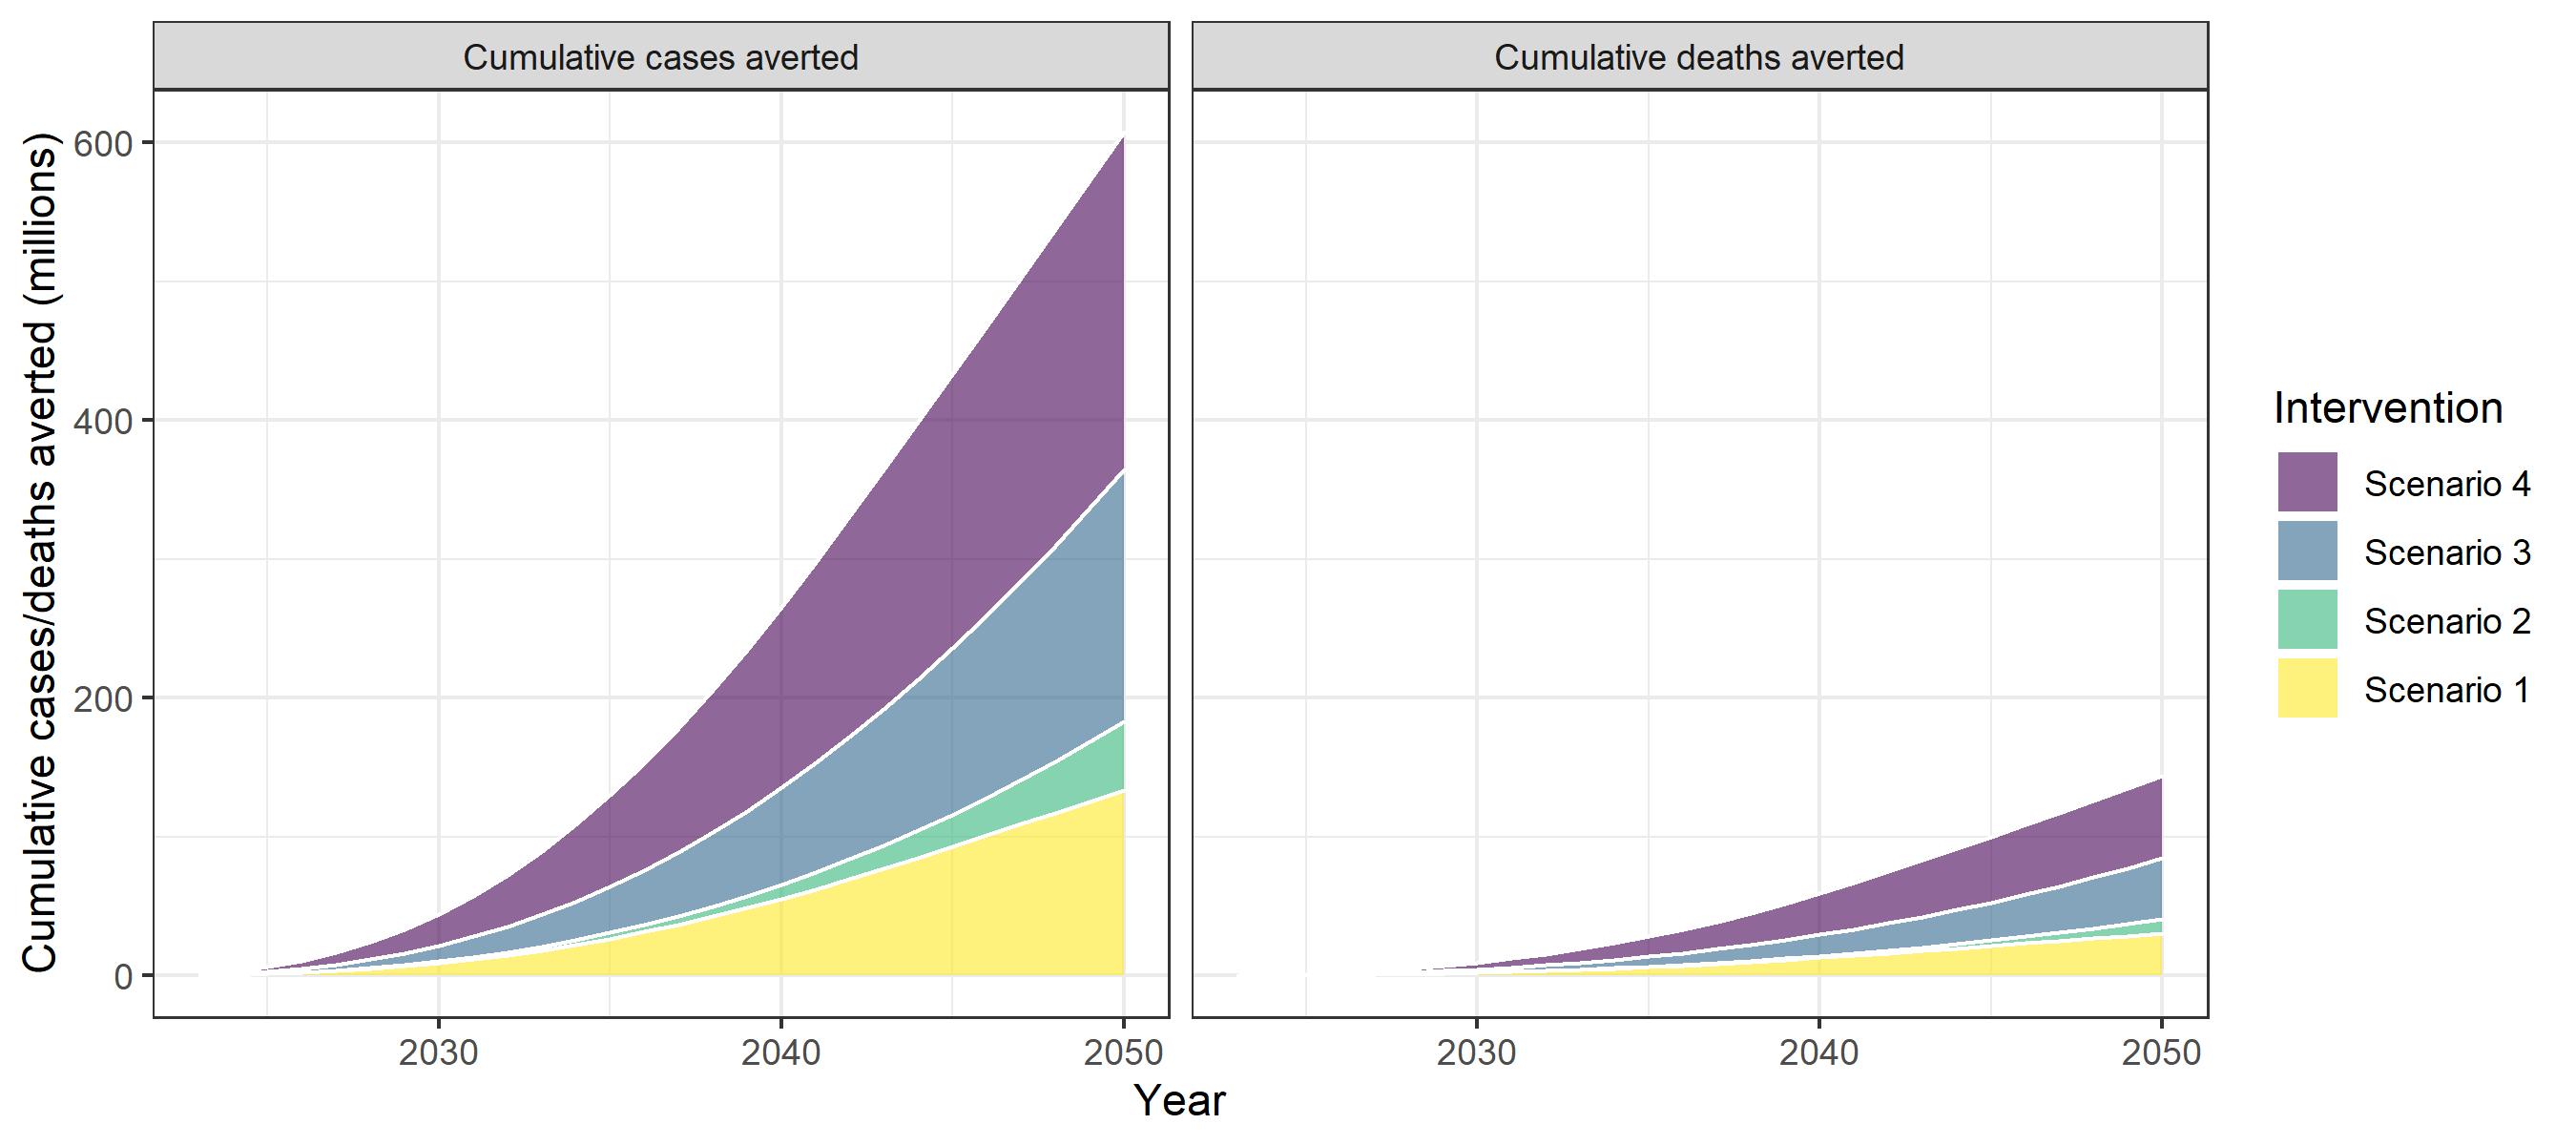 Cumulative cases averted
Cumulative deaths averted
Cumulative cases/deaths averted (millions)
600
400
200
0
2030
2040
2050
2030
2040
2050
Year
Intervention
Scenario 4
Scenario 3
Scenario 2
Scenario 1